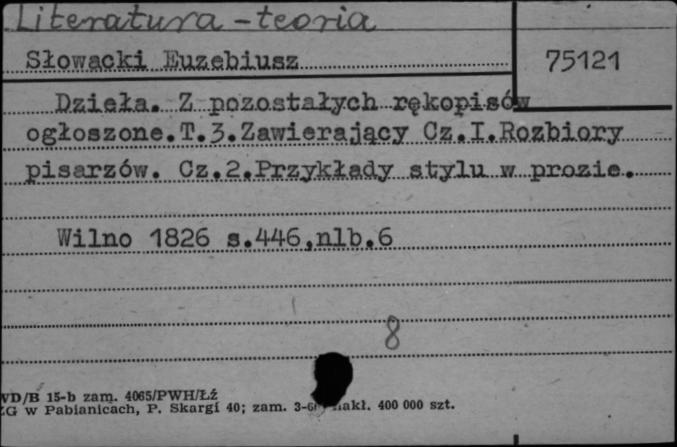 Literatura - teoria
Słowacki Euzebiusz
75121
Dzieła. Z pozostałych rękopisów
ogłoszone.T.3.Zawierający Cz.I.Rozbiory
pisarzów. Cz.2.Przykłady stylu w prozie.
Wilno 1826 s.446,nlb.6
8
WD/B 15-b zam. 4065/PWH/Łź
ZG w Pabianicach, P. Skargi 40; zam. nakł. 400 000 szt.